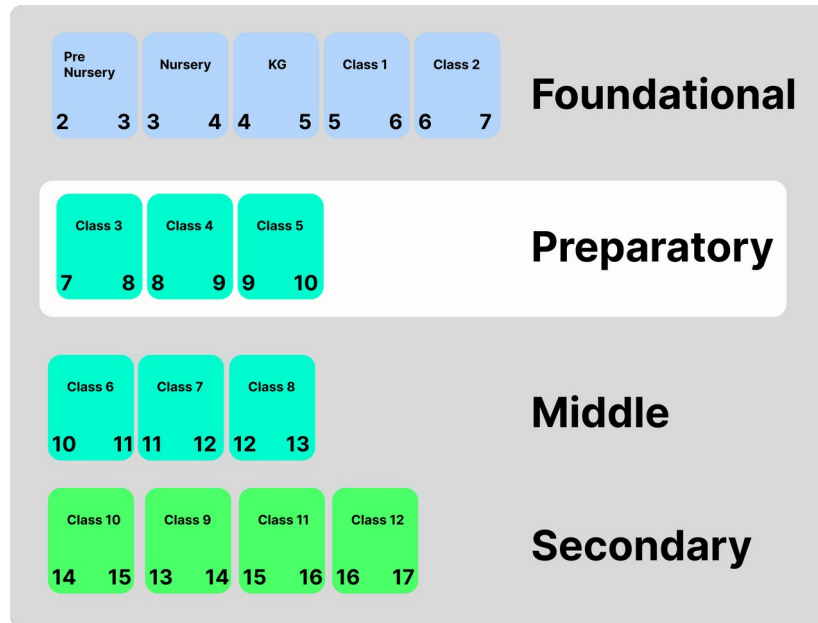 Pre
Nursery
Nursery
KG
Class 1
Class 2
2 3 3 4 4 5 5 6 6 7
Foundational
Class 3
Class 4
Class 5
7 8 8 9 9 10
Preparatory
Class 6
Class 7
Class 8
10 11 11 12 12 13
Middle
Class 10
Class 9
Class 11
Class 12
14 15 13 14 15 16 16 17
Secondary